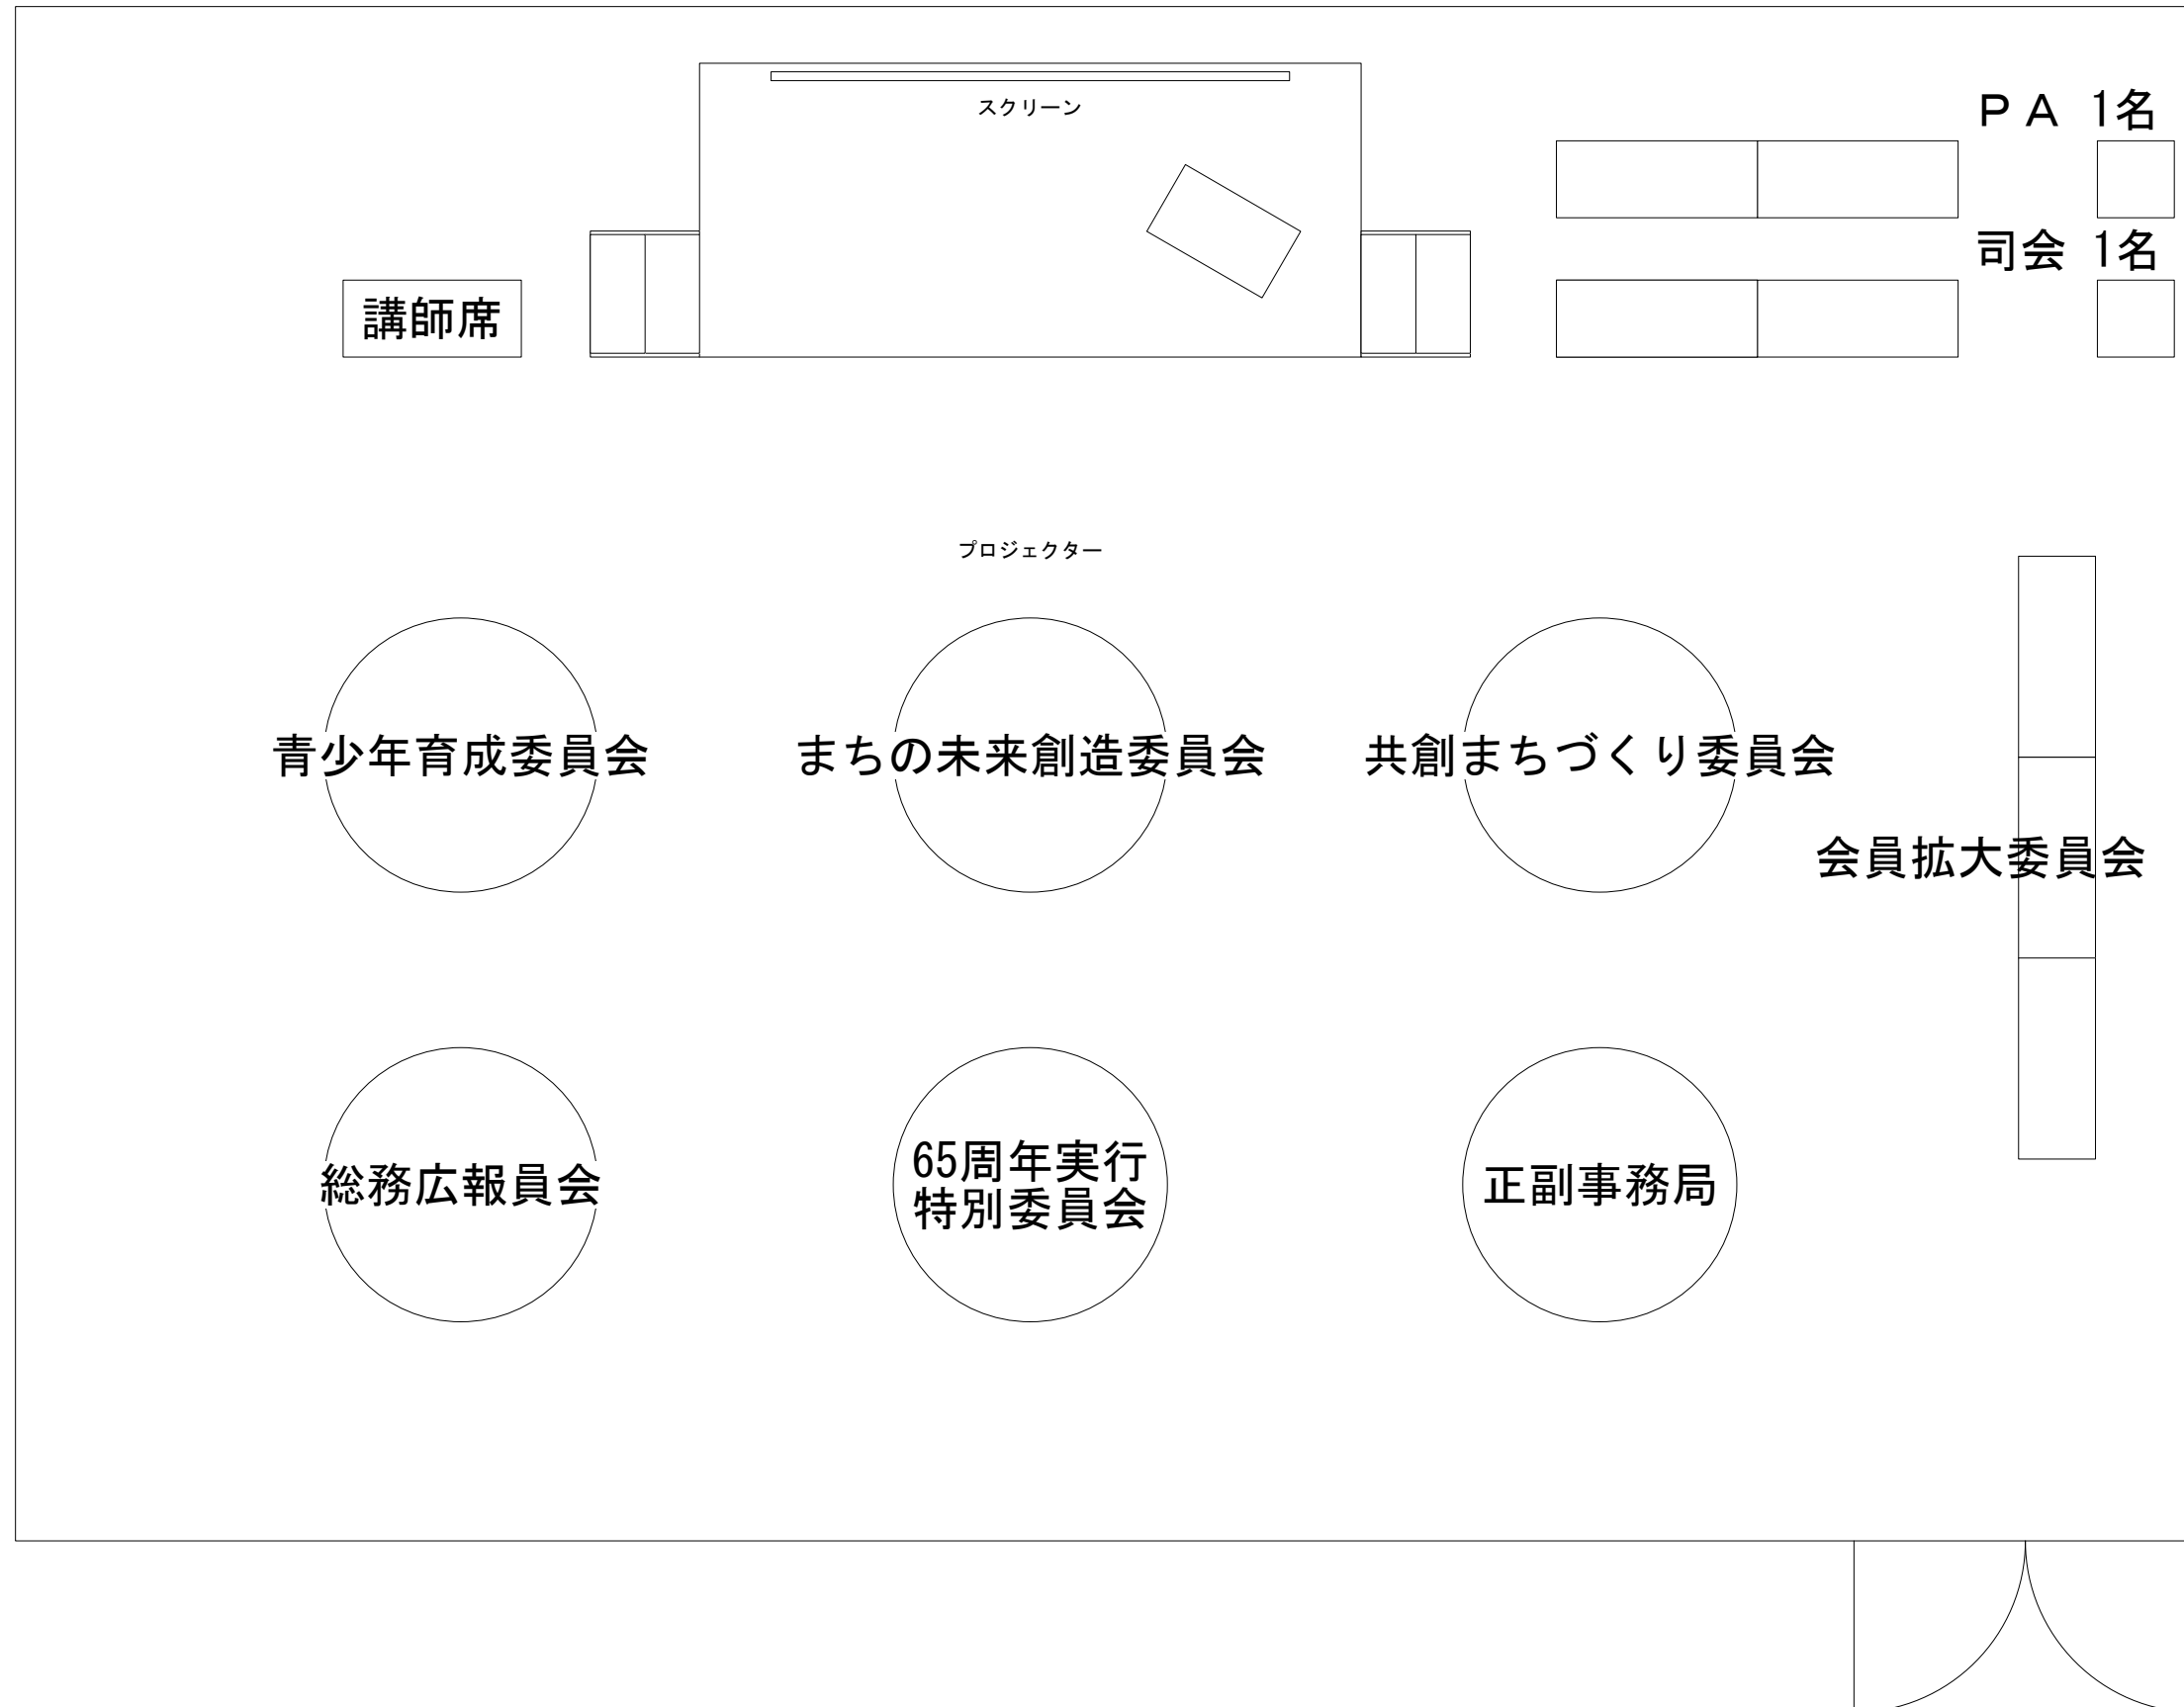 スクリーン
ＰＡ 1名
司会 1名
講師席
プロジェクター
青少年育成委員会
まちの未来創造委員会
共創まちづくり委員会
会員拡大委員会
総務広報員会
65周年実行
特別委員会
正副事務局